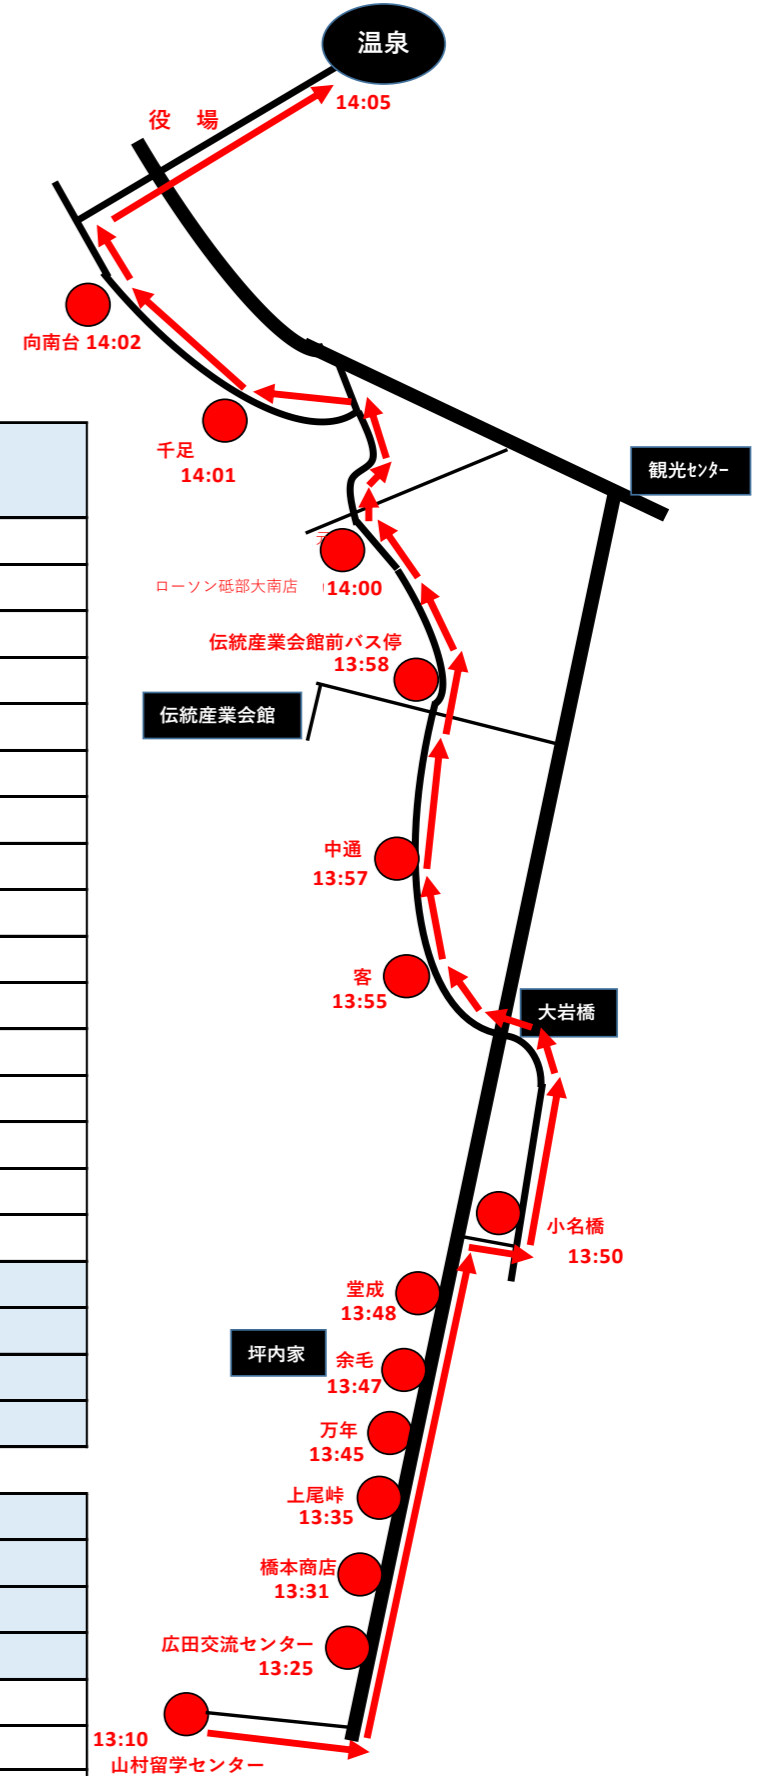 温泉
14:05
役 場
向南台 14:02
千足
14:01
観光ｾﾝﾀｰ
ローソン砥部大南店
14:00
伝統産業会館前バス停
13:58
伝統産業会館
中通
13:57
客
13:55
大岩橋
小名橋
13:50
堂成
13:48
坪内家
余毛
13:47
万年
13:45
上尾峠
13:35
橋本商店
13:31
広田交流センター
13:25
13:10
山村留学センター